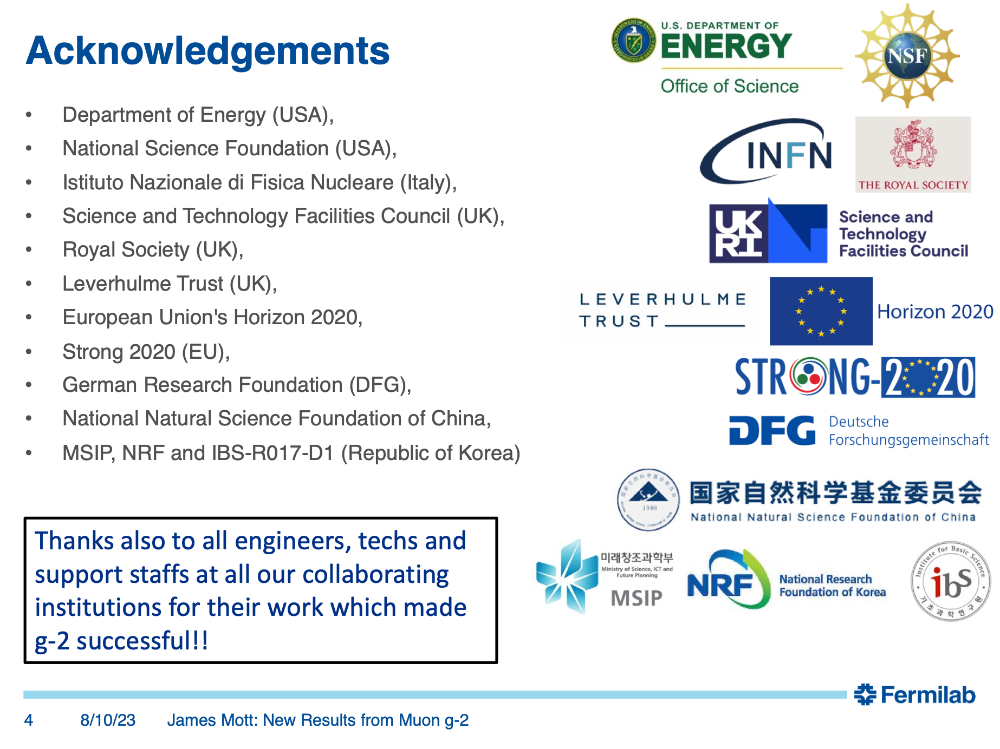 Acknowledgements
• Department of Energy (USA),
• National Science Foundation (USA),
• Istituto Nazionale di Fisica Nucleare (Italy),
• Science and Technology Facilities Council (UK),
• Royal Society (UK),
• Leverhulme Trust (UK),
• European Union's Horizon 2020,
• Strong 2020 (EU),
• German Research Foundation (DFG),
• National Natural Science Foundation of China,
• MSIP, NRF and IBS-R017-D1 (Republic of Korea)
Thanks also to all engineers, techs and
support staffs at all our collaborating
institutions for their work which made
g-2 successful!!
U.S. DEPARTMENT OF
ENERGY
Office of Science
NSF
INFN
THE ROYAL SOCIETY
UK
RI
Science and
Technology
Facilities Council
LEVERHULME
TRUST
Horizon 2020
STRONG-2020
DFG
Deutsche
Forschungsgemeinschaft
1986
国家自然科学基金委员会
National Natural Science Foundation of China
미래창조과학부
Ministry of Science, ICT and
Future Planning
MSIP
NRF
National Research
Foundation of Korea
Institute for Basic Science
ibS
기초과학연구원
Fermilab
4 8/10/23 James Mott: New Results from Muon g-2